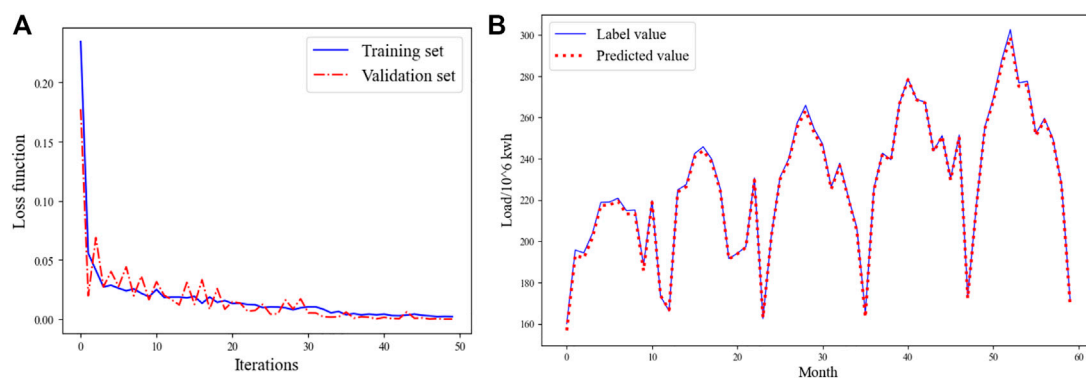 A
Loss function
0.20
0.15
0.10
0.05
0.00
0
10
20
30
40
50
Iterations
Training set
Validation set
B
Load/10^6 kwh
300
280
260
240
220
200
180
160
0
10
20
30
40
50
60
Month
Label value
Predicted value